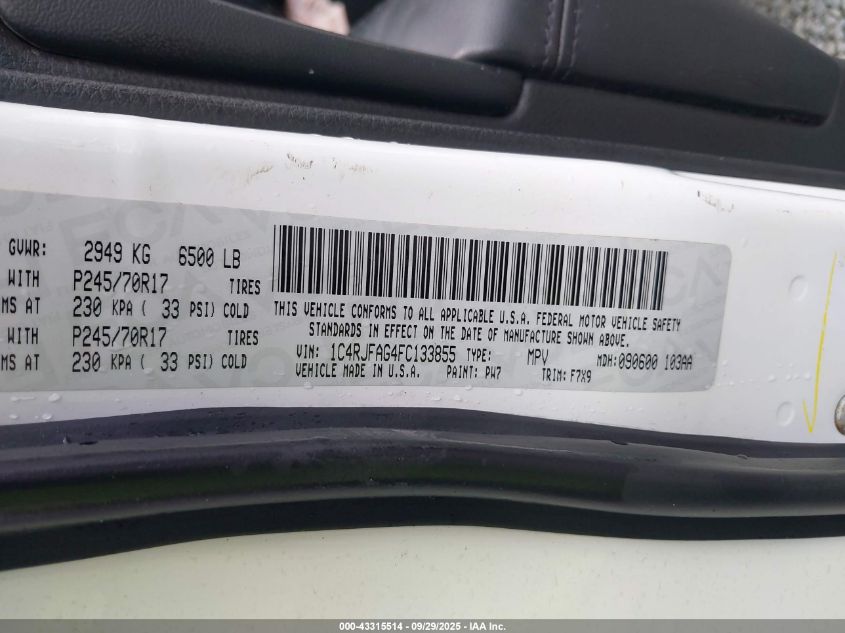 GVWR: 2949 KG 6500 LB
WITH P245/70R17 TIRES
MS AT 230 KPA ( 33 PSI) COLD
WITH P245/70R17 TIRES
MS AT 230 KPA ( 33 PSI) COLD
THIS VEHICLE CONFORMS TO ALL APPLICABLE U.S.A. FEDERAL MOTOR VEHICLE SAFETY
STANDARDS IN EFFECT ON THE DATE OF MANUFACTURE SHOWN ABOVE.
VIN: 1C4RJFAG4FC133855 TYPE: MPV MDH:090600 103AA
VEHICLE MADE IN U.S.A. PAINT: PW7 TRIM: F7X9
000-43315514 - 09/29/2025 - IAA Inc.